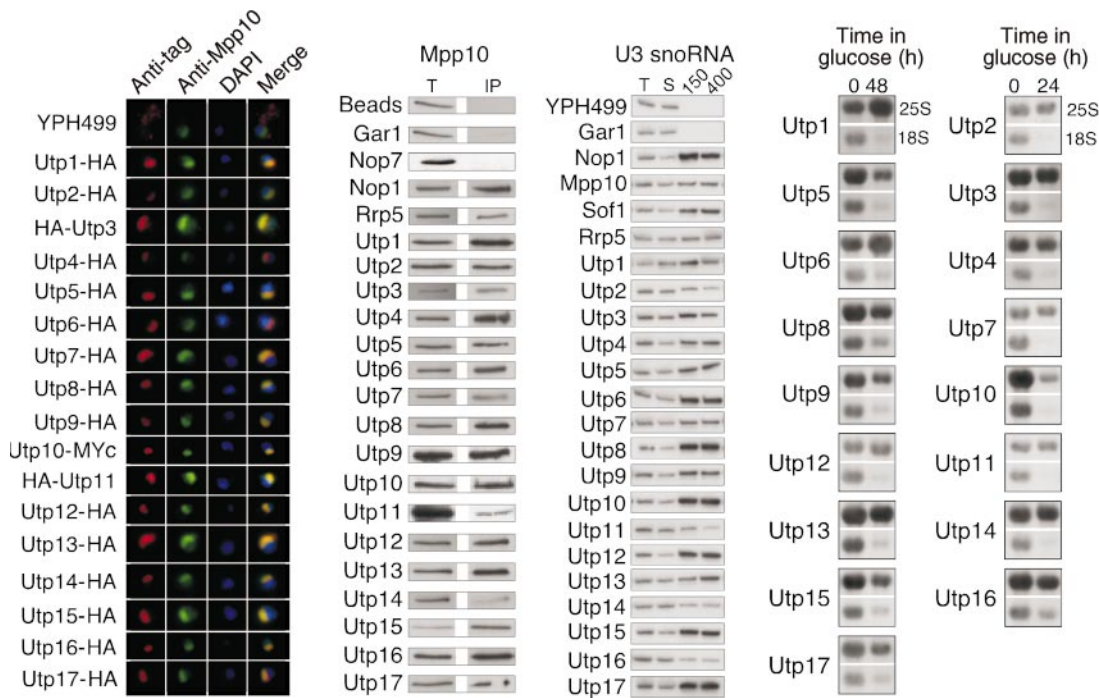 Anti-tag
Anti-Mpp10
DAPI
Merge
YPH499
Utp1-HA
Utp2-HA
HA-Utp3
Utp4-HA
Utp5-HA
Utp6-HA
Utp7-HA
Utp8-HA
Utp9-HA
Utp10-MYc
HA-Utp11
Utp12-HA
Utp13-HA
Utp14-HA
Utp15-HA
Utp16-HA
Utp17-HA
Mpp10
T IP
Beads
Gar1
Nop7
Nop1
Rrp5
Utp1
Utp2
Utp3
Utp4
Utp5
Utp6
Utp7
Utp8
Utp9
Utp10
Utp11
Utp12
Utp13
Utp14
Utp15
Utp16
Utp17
U3 snoRNA
T S 150 400
YPH499
Gar1
Nop1
Mpp10
Sof1
Rrp5
Utp1
Utp2
Utp3
Utp4
Utp5
Utp6
Utp7
Utp8
Utp9
Utp10
Utp11
Utp12
Utp13
Utp14
Utp15
Utp16
Utp17
Time in
glucose (h)
0 48
Utp1
25S
18S
Utp5
Utp6
Utp8
Utp9
Utp12
Utp13
Utp15
Utp17
Time in
glucose (h)
0 24
Utp2
25S
18S
Utp3
Utp4
Utp7
Utp10
Utp11
Utp14
Utp16